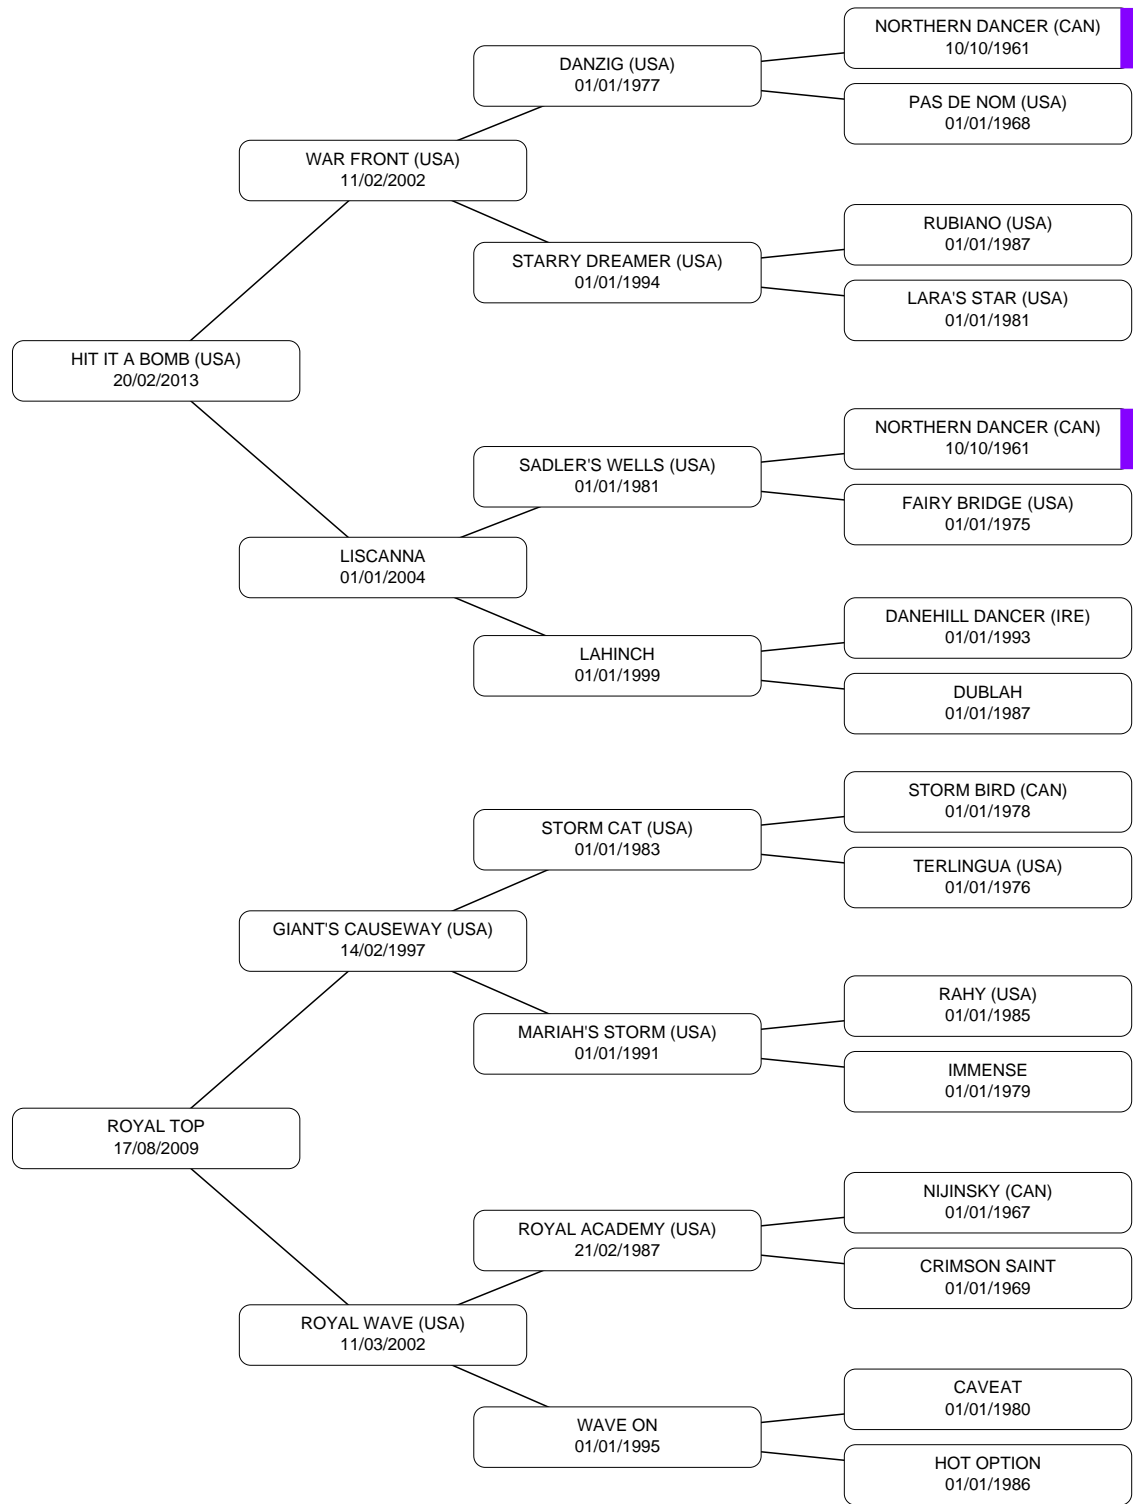 NORTHERN DANCER (CAN)
10/10/1961
DANZIG (USA)
01/01/1977
PAS DE NOM (USA)
01/01/1968
WAR FRONT (USA)
11/02/2002
RUBIANO (USA)
01/01/1987
STARRY DREAMER (USA)
01/01/1994
LARA'S STAR (USA)
01/01/1981
HIT IT A BOMB (USA)
20/02/2013
NORTHERN DANCER (CAN)
10/10/1961
SADLER'S WELLS (USA)
01/01/1981
FAIRY BRIDGE (USA)
01/01/1975
LISCANNA
01/01/2004
DANEHILL DANCER (IRE)
01/01/1993
LAHINCH
01/01/1999
DUBLAH
01/01/1987
STORM BIRD (CAN)
01/01/1978
STORM CAT (USA)
01/01/1983
TERLINGUA (USA)
01/01/1976
GIANT'S CAUSEWAY (USA)
14/02/1997
RAHY (USA)
01/01/1985
MARIAH'S STORM (USA)
01/01/1991
IMMENSE
01/01/1979
ROYAL TOP
17/08/2009
NIJINSKY (CAN)
01/01/1967
ROYAL ACADEMY (USA)
21/02/1987
CRIMSON SAINT
01/01/1969
ROYAL WAVE (USA)
11/03/2002
CAVEAT
01/01/1980
WAVE ON
01/01/1995
HOT OPTION
01/01/1986